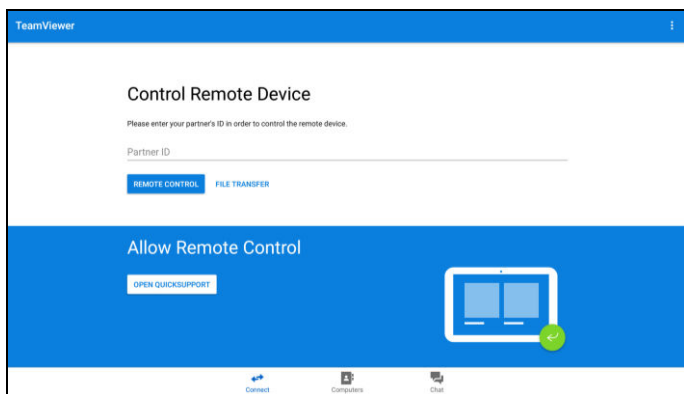 TeamViewer
Control Remote Device
Please enter your partner's ID in order to control the remote device.
Partner ID
REMOTE CONTROL FILE TRANSFER
Allow Remote Control
OPEN QUICKSUPPORT
Connect Computers Chat